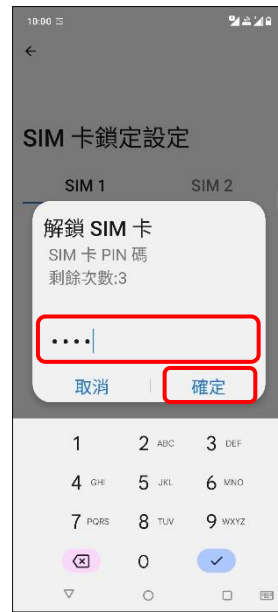 10:00
SIM 卡鎖定設定
SIM 1 SIM 2
解鎖 SIM 卡
SIM 卡 PIN 碼
剩餘次數:3
••••
取消 確定
1 2 ABC 3 DEF
4 GHI 5 JKL 6 MNO
7 PQRS 8 TUV 9 WXYZ
0